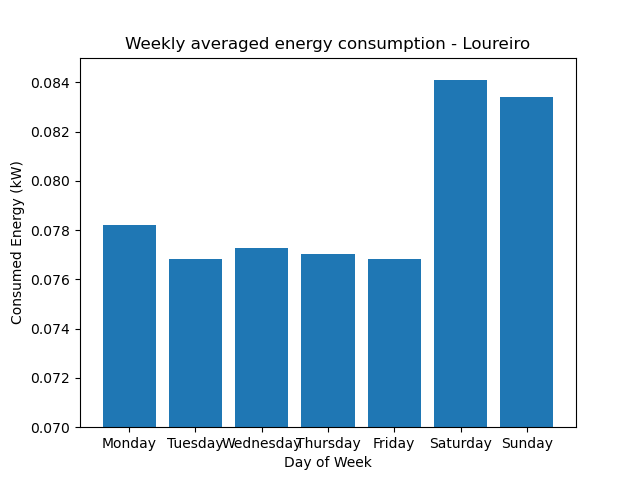 Weekly averaged energy consumption - Loureiro
Consumed Energy (kW)
0.084
0.082
0.080
0.078
0.076
0.074
0.072
0.070
Monday Tuesday Wednesday Thursday Friday Saturday Sunday
Day of Week